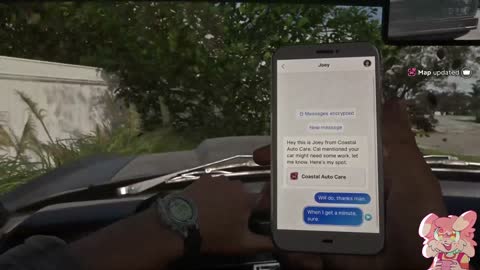 Joey
Messages encrypted
New message
Hey this is Joey from Coastal
Auto Care. Cal mentioned your
car might need some work, let
me know. Here's my spot.
Coastal Auto Care
Will do, thanks man.
When I get a minute,
sure.
Map updated